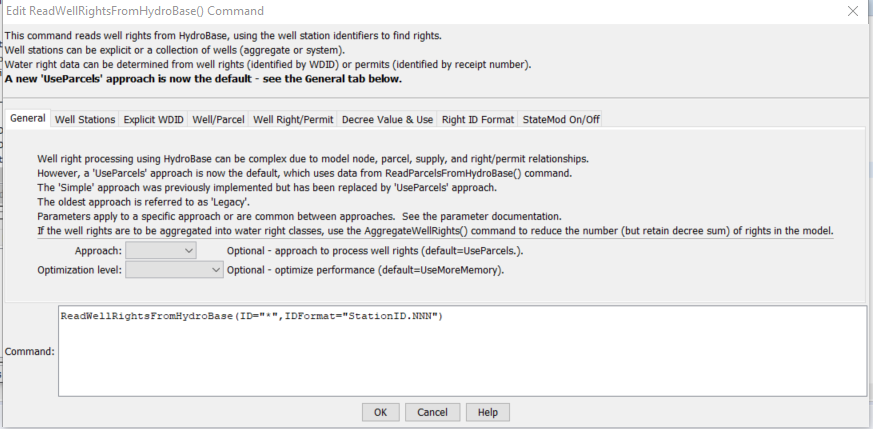 Edit ReadWellRightsFromHydroBase() Command
This command reads well rights from HydroBase, using the well station identifiers to find rights.
Well stations can be explicit or a collection of wells (aggregate or system).
Water right data can be determined from well rights (identified by WDID) or permits (identified by receipt number).
A new 'UseParcels' approach is now the default - see the General tab below.
General Well Stations Explicit WDID Well/Parcel Well Right/Permit Decree Value & Use Right ID Format StateMod On/Off
Well right processing using HydroBase can be complex due to model node, parcel, supply, and right/permit relationships.
However, a 'UseParcels' approach is now the default, which uses data from ReadParcelsFromHydroBase() command.
The 'Simple' approach was previously implemented but has been replaced by 'UseParcels' approach.
The oldest approach is referred to as 'Legacy'.
Parameters apply to a specific approach or are common between approaches. See the parameter documentation.
If the well rights are to be aggregated into water right classes, use the AggregateWellRights() command to reduce the number (but retain decree sum) of rights in the model.
Approach: Optional - approach to process well rights (default=UseParcels.).
Optimization level: Optional - optimize performance (default=UseMoreMemory).
Command: ReadWellRightsFromHydroBase(ID="*",IDFormat="StationID.NNN")
OK Cancel Help